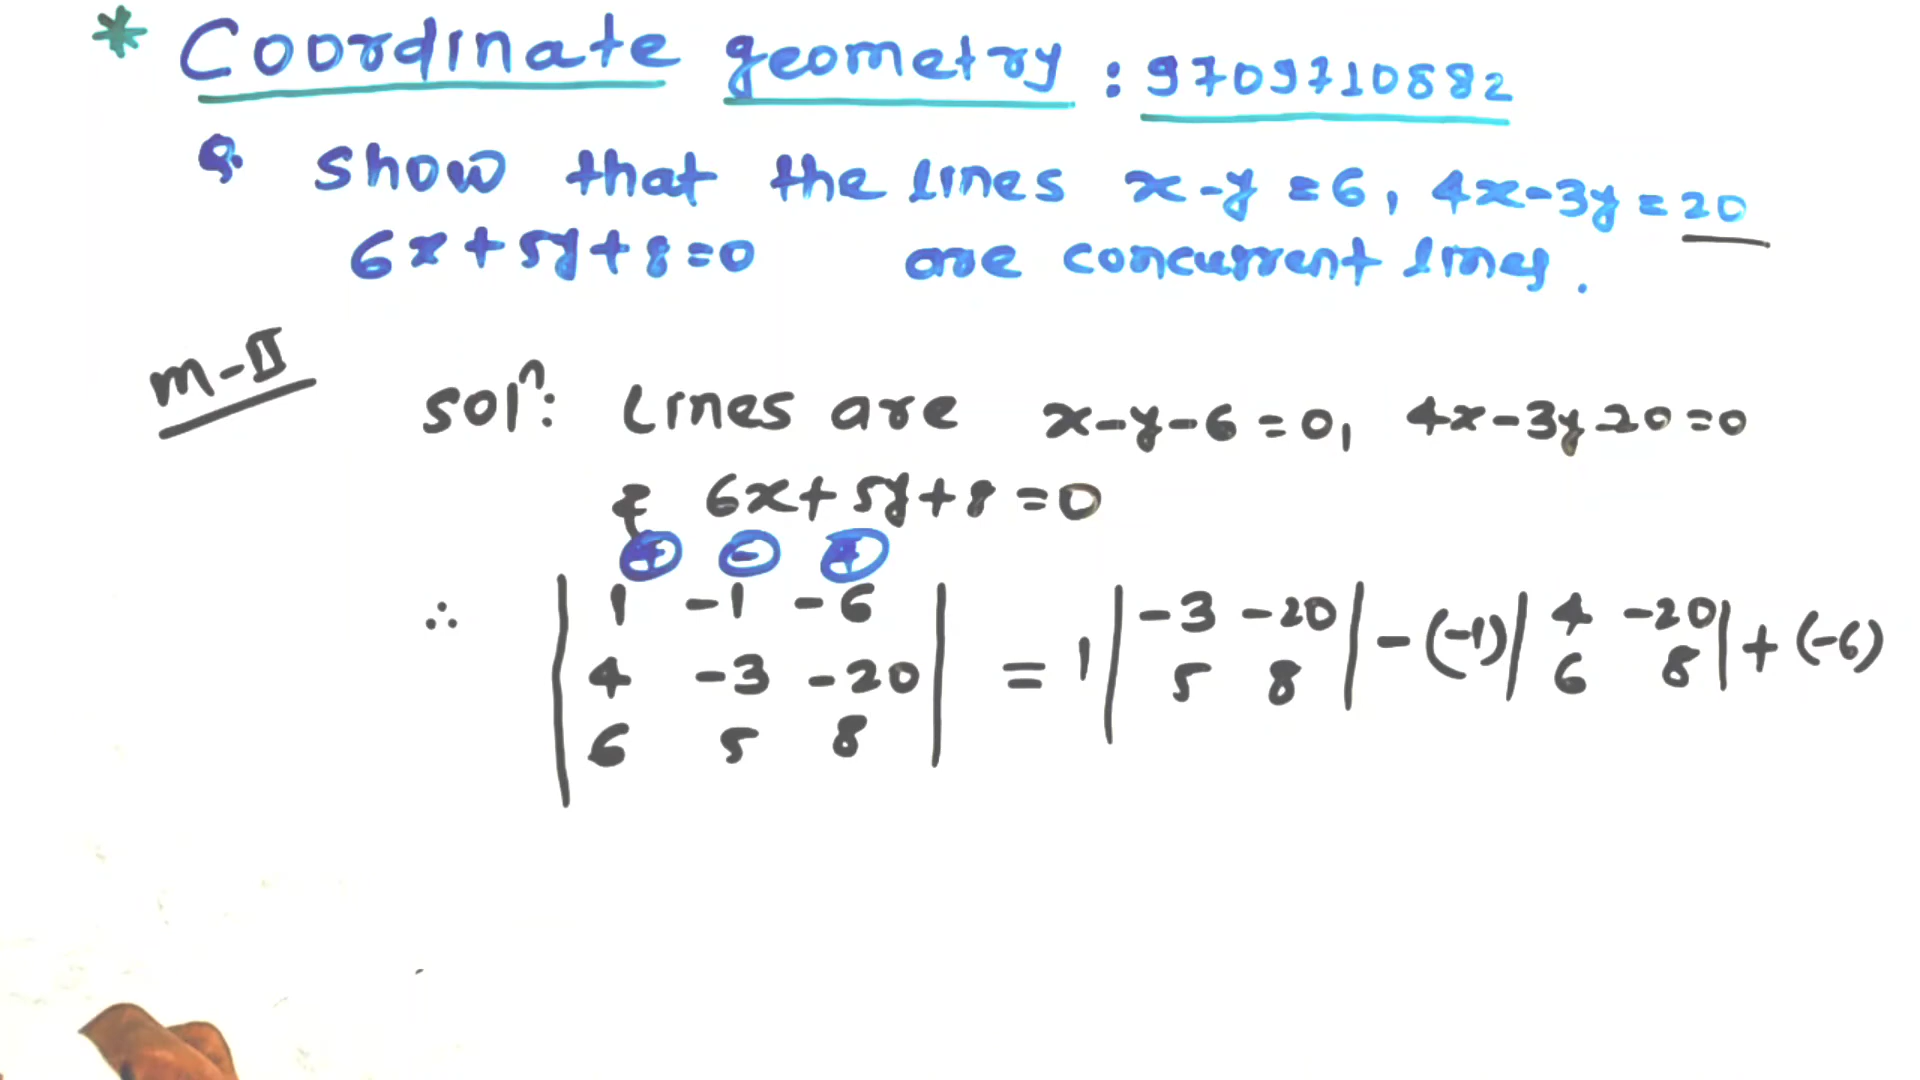 * Coordinate geometry : 9709710882
Q. Show that the lines x-y=6, 4x-3y=20
6x+5y+8=0 are concurrent lines.
M-II
Solⁿ: Lines are x-y-6=0, 4x-3y-20=0
& 6x+5y+8=0
+ - +
∴ | 1 -1 -6 | = 1 | -3 -20 | -(-1) | 4 -20 | + (-6)
| 4 -3 -20 | | 5 8 | | 6 8 |
| 6 5 8 |